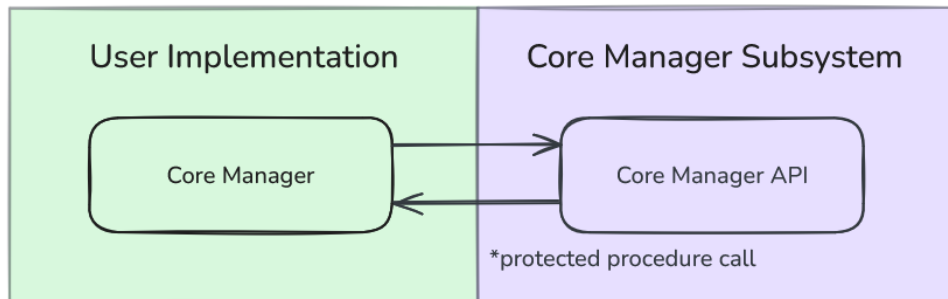 User Implementation
Core Manager Subsystem
Core Manager
Core Manager API
*protected procedure call